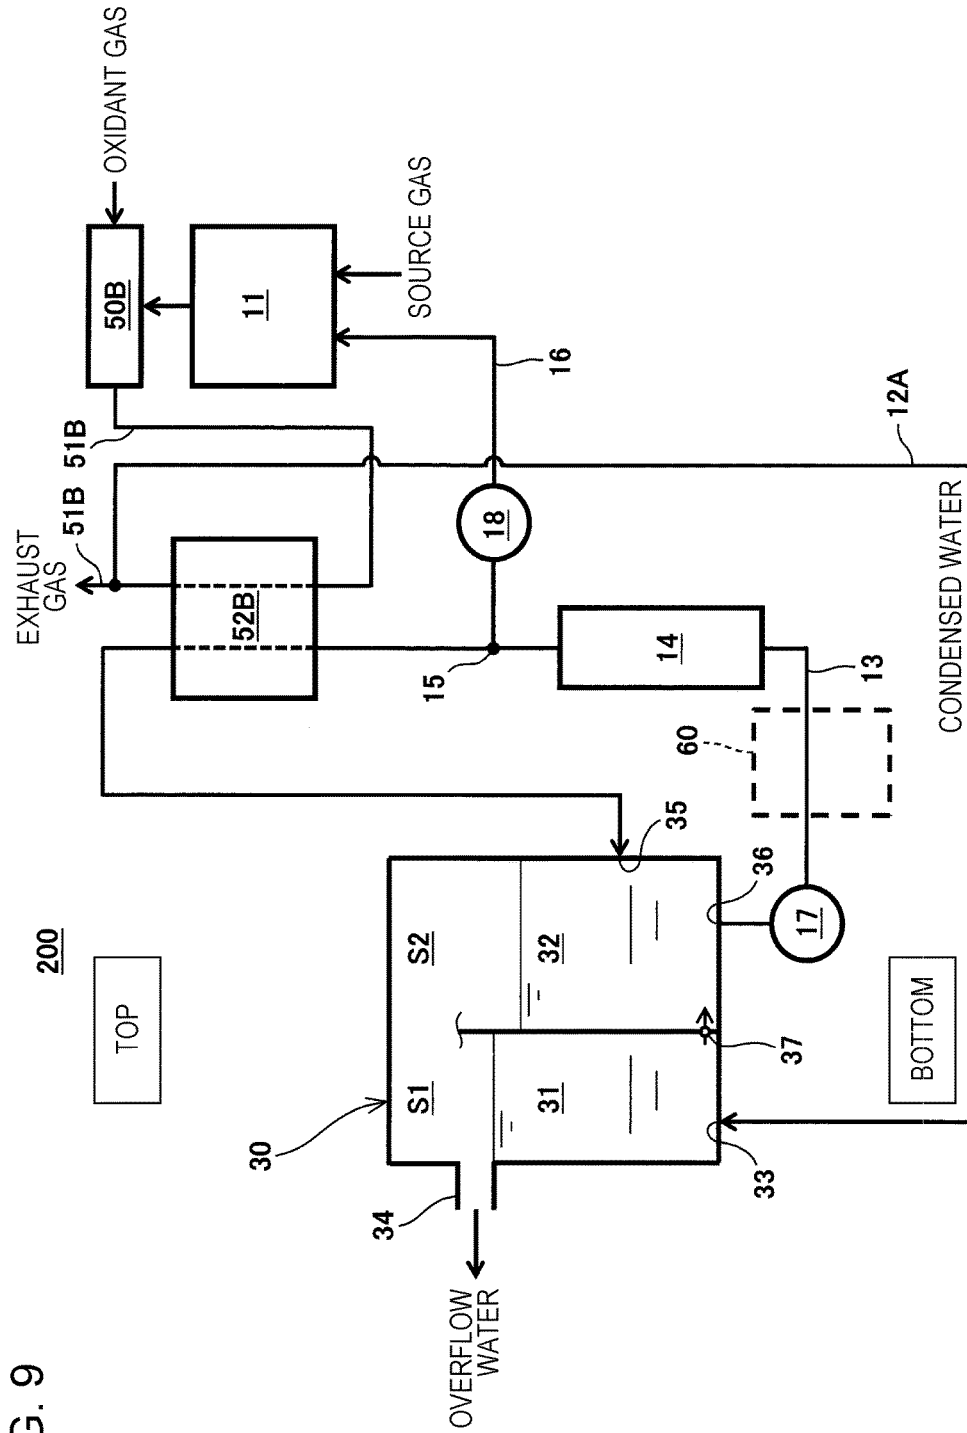 G. 9
200
TOP
EXHAUST
GAS
51B
51B
OXIDANT GAS
50B
11
SOURCE GAS
52B
18
16
15
14
12A
13
CONDENSED WATER
60
30
S1
S2
31
32
35
36
17
37
33
34
OVERFLOW
WATER
BOTTOM